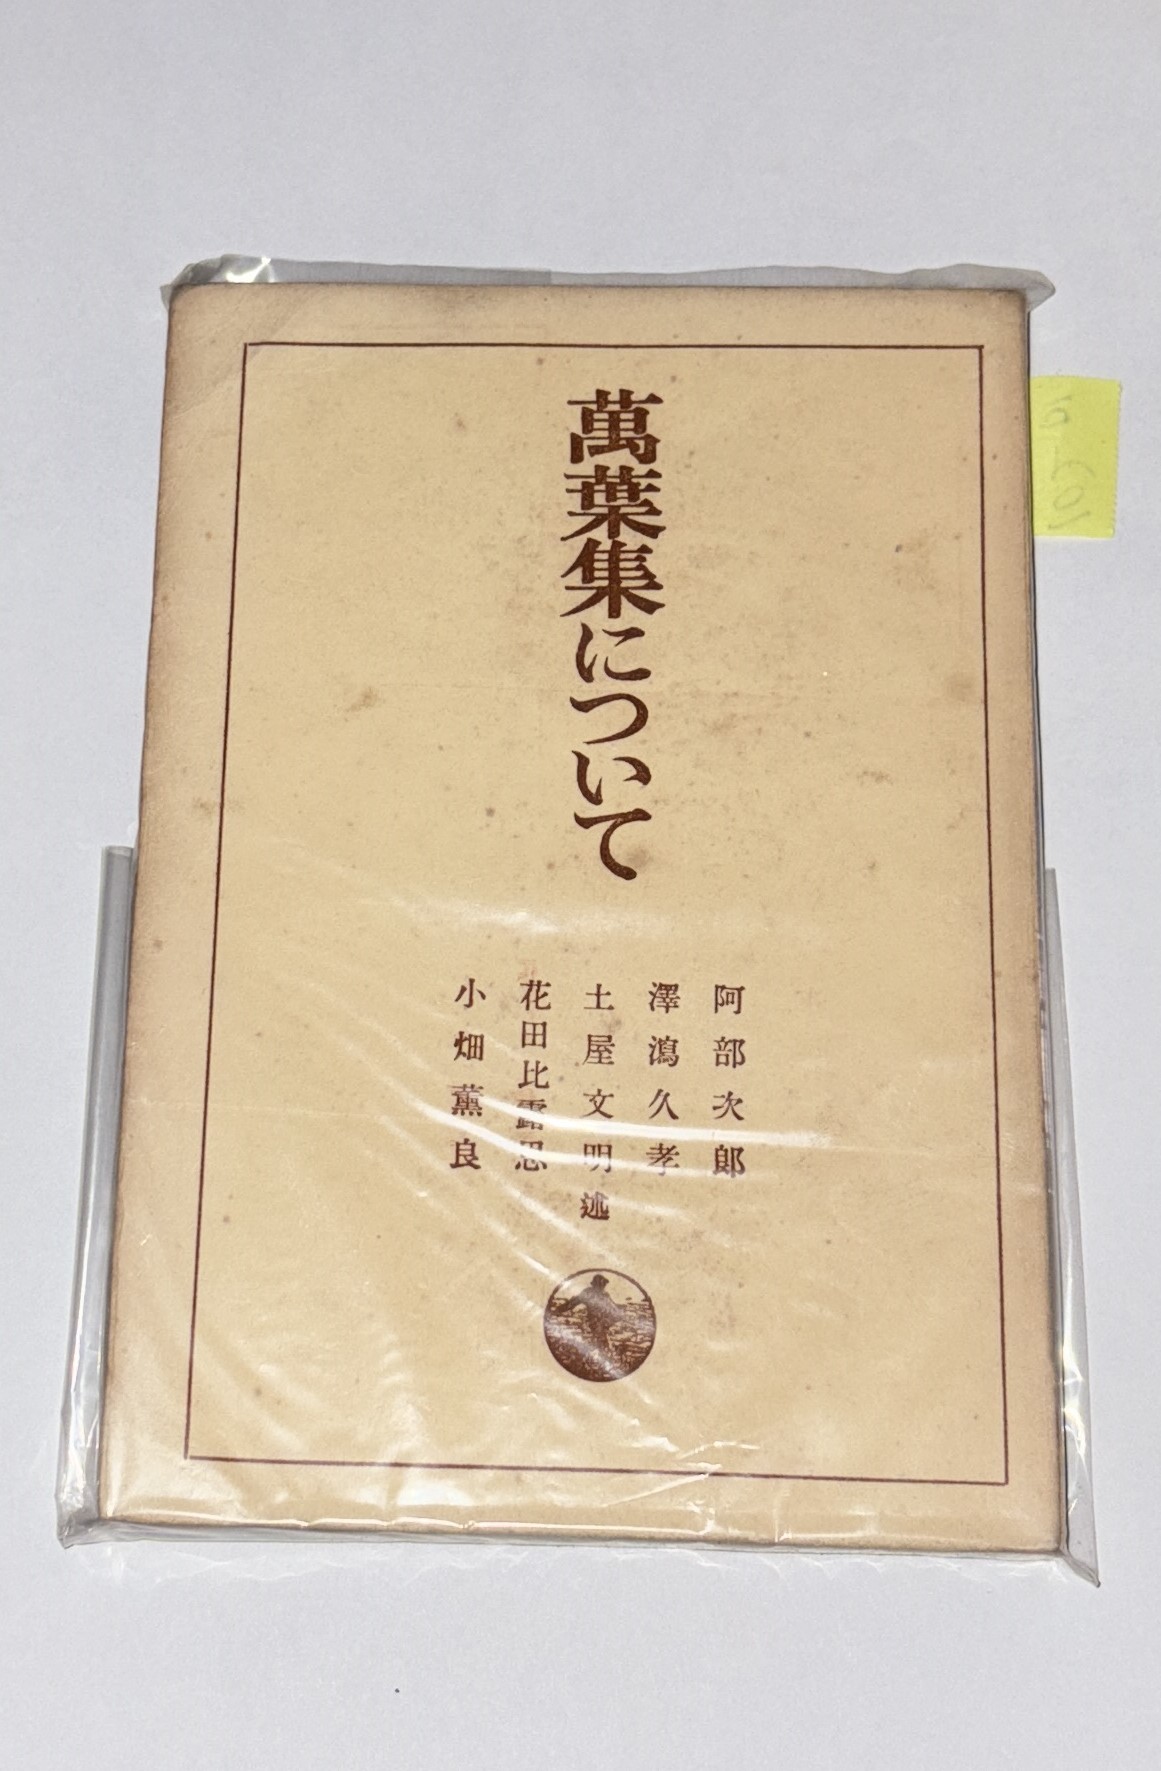 萬葉集について
阿部次郎
澤瀉久孝
土屋文明述
花田比露思
小畑薫良